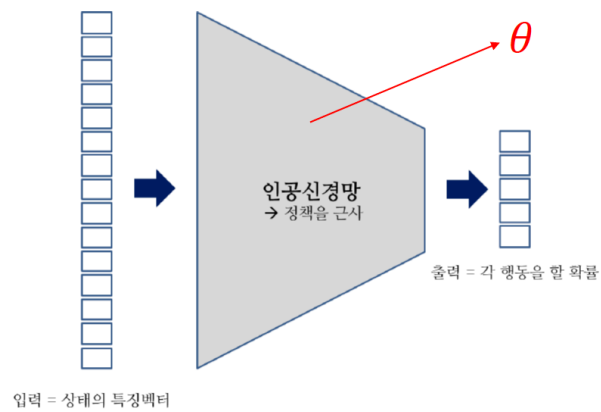 θ
인공신경망
→ 정책을 근사
출력 = 각 행동을 할 확률
입력 = 상태의 특징벡터